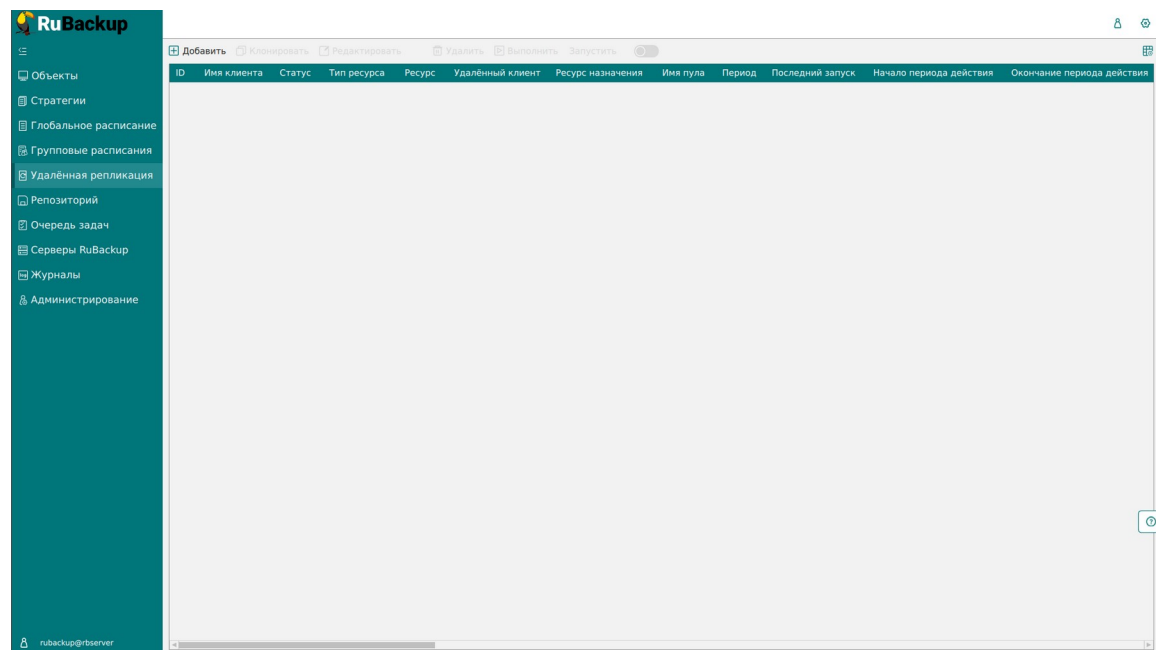 RuBackup
Добавить Клонировать Редактировать Удалить Выполнить Запустить
ID Имя клиента Статус Тип ресурса Ресурс Удалённый клиент Ресурс назначения Имя пула Период Последний запуск Начало периода действия Окончание периода действия
Объекты
Стратегии
Глобальное расписание
Групповые расписания
Удалённая репликация
Репозиторий
Очередь задач
Серверы RuBackup
Журналы
Администрирование
rubackup@rbserver